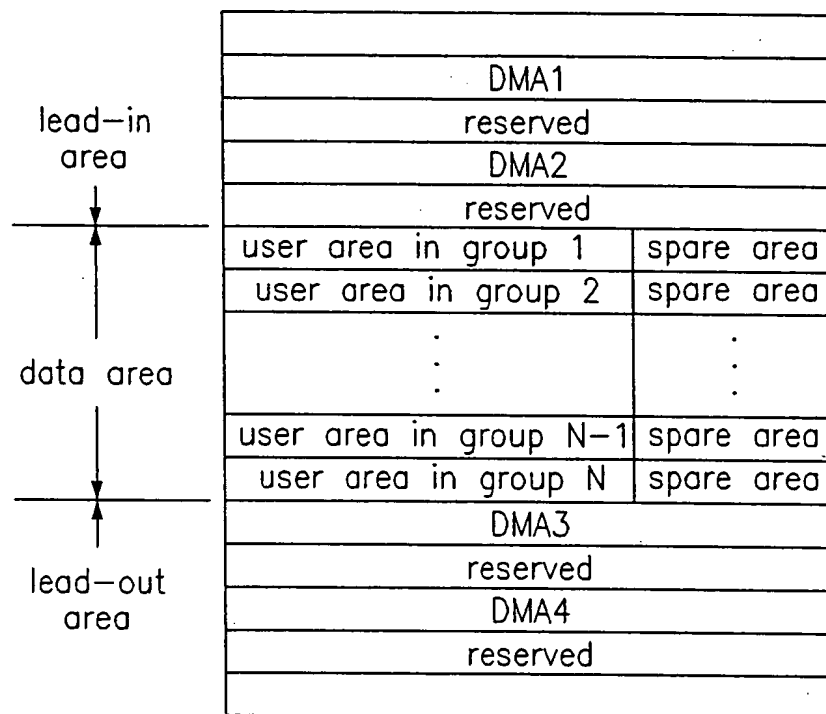 DMA1
reserved
DMA2
reserved
lead-in
area
user area in group 1 spare area
user area in group 2 spare area
data area
. .
. .
. .
user area in group N-1 spare area
user area in group N spare area
DMA3
reserved
DMA4
reserved
lead-out
area